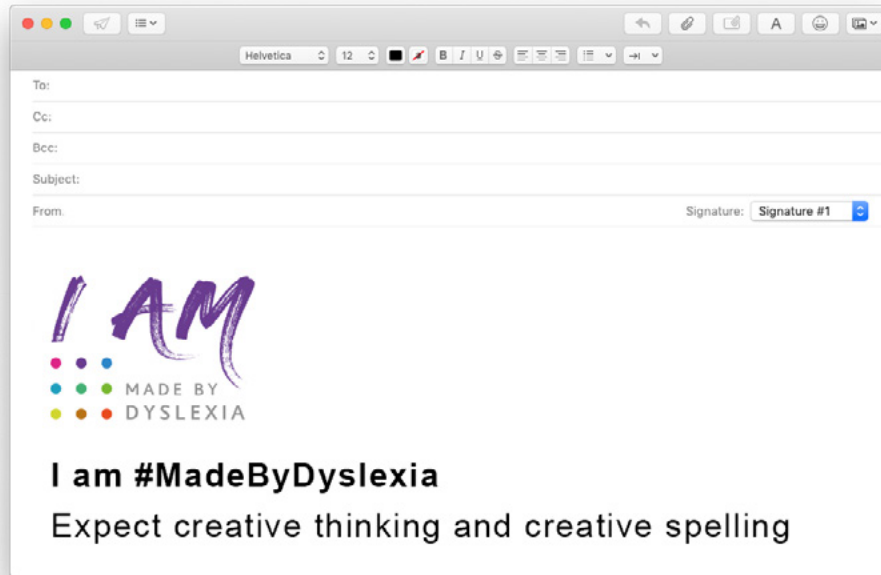 Helvetica 12 B I U S
To:
Cc:
Bcc:
Subject:
From:
Signature: Signature #1
I AM
MADE BY
DYSLEXIA
I am #MadeByDyslexia
Expect creative thinking and creative spelling